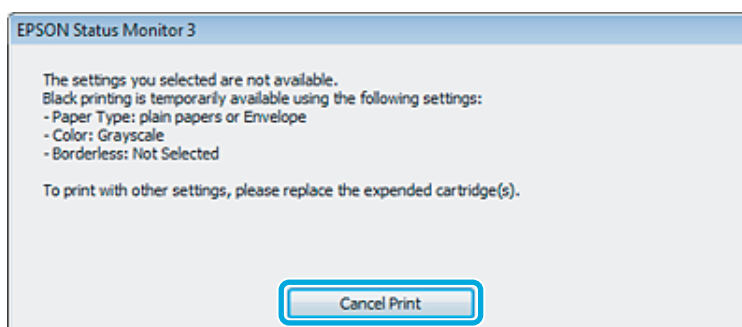 EPSON Status Monitor 3
The settings you selected are not available.
Black printing is temporarily available using the following settings:
- Paper Type: plain papers or Envelope
- Color: Grayscale
- Borderless: Not Selected
To print with other settings, please replace the expended cartridge(s).
Cancel Print